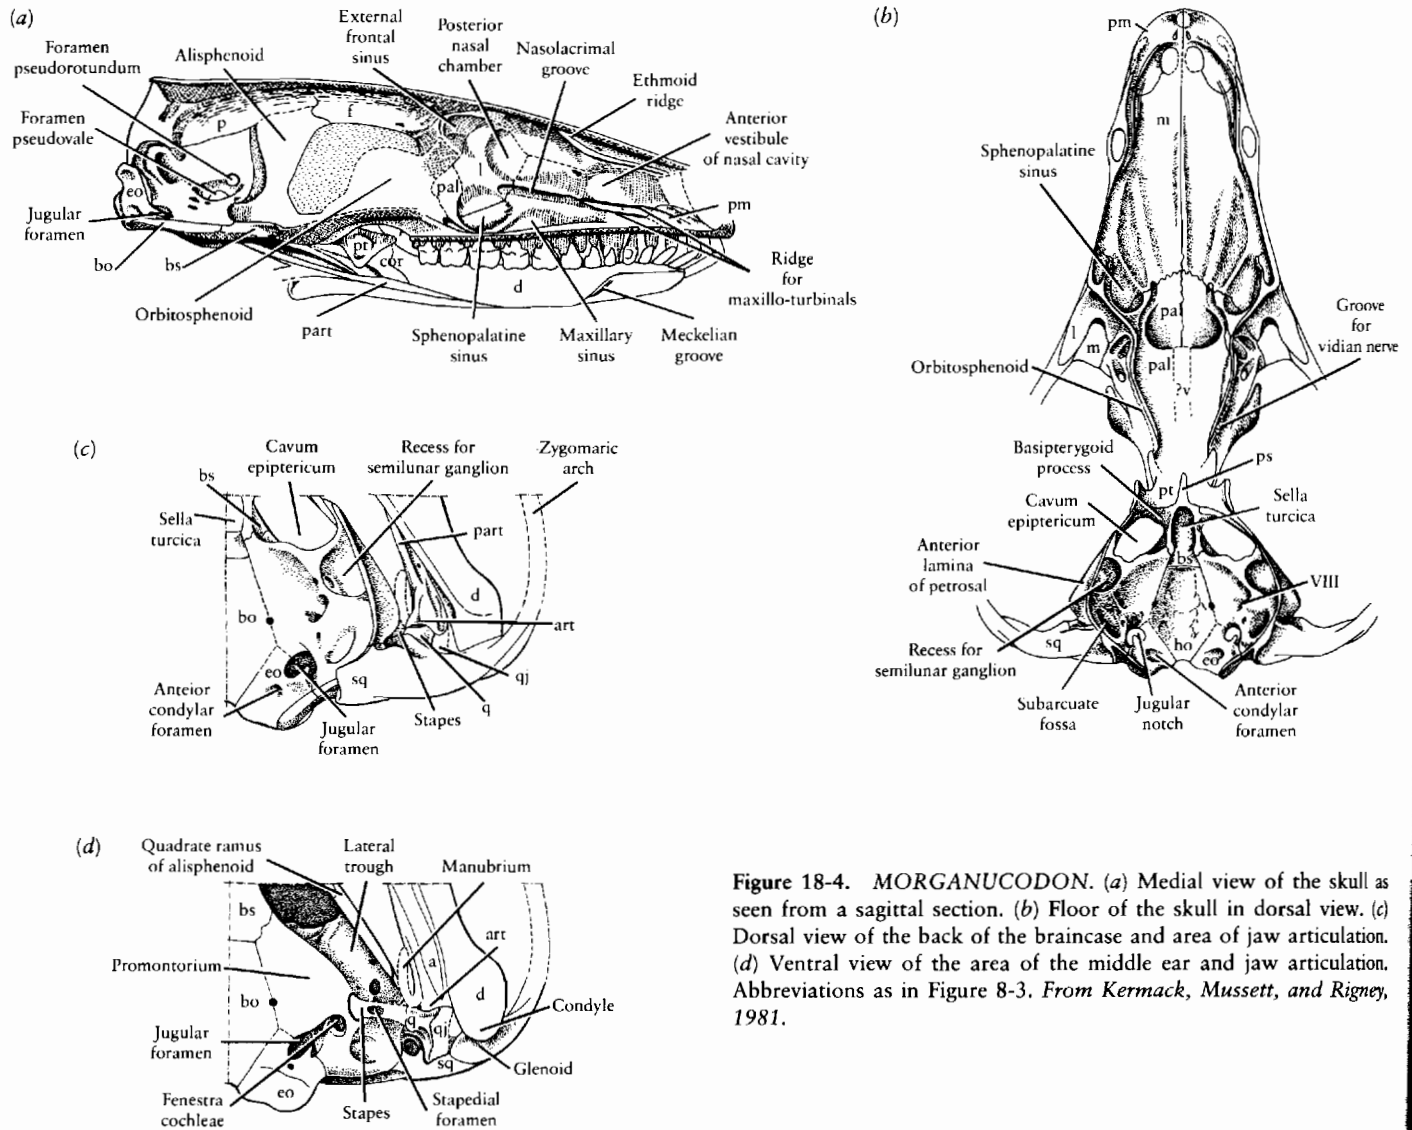 (a)
Foramen
pseudorotundum
Alisphenoid
External
frontal
sinus
Posterior
nasal
chamber
Nasolacrimal
groove
Ethmoid
ridge
Anterior
vestibule
of nasal cavity
Foramen
pseudovale
Jugular
foramen
p
f
l
pal
eo
pm
bo
bs
pt
cor
d
Orbitosphenoid
part
Sphenopalatine
sinus
Maxillary
sinus
Meckelian
groove
Ridge
for
maxillo-turbinals
(b)
pm
m
Sphenopalatine
sinus
pal
l
m
pal
?v
Orbitosphenoid
Groove
for
vidian nerve
Basipterygoid
process
ps
pt
Cavum
epiptericum
Sella
turcica
bs
Anterior
lamina
of petrosal
VIII
sq
Recess for
semilunar ganglion
ho
eo
Subarcuate
fossa
Jugular
notch
Anterior
condylar
foramen
(c)
Cavum
epiptericum
Recess for
semilunar ganglion
Zygomaric
arch
bs
Sella
turcica
part
d
bo
art
eo
sq
qj
q
Anteior
condylar
foramen
Jugular
foramen
Stapes
(d)
Quadrate ramus
of alisphenoid
Lateral
trough
Manubrium
bs
art
a
Promontorium
d
bo
q
qj
Condyle
Jugular
foramen
sq
Glenoid
eo
Fenestra
cochleae
Stapes
Stapedial
foramen
Figure 18-4. MORGANUCODON. (a) Medial view of the skull as
seen from a sagittal section. (b) Floor of the skull in dorsal view. (c)
Dorsal view of the back of the braincase and area of jaw articulation.
(d) Ventral view of the area of the middle ear and jaw articulation.
Abbreviations as in Figure 8-3. From Kermack, Mussett, and Rigney,
1981.